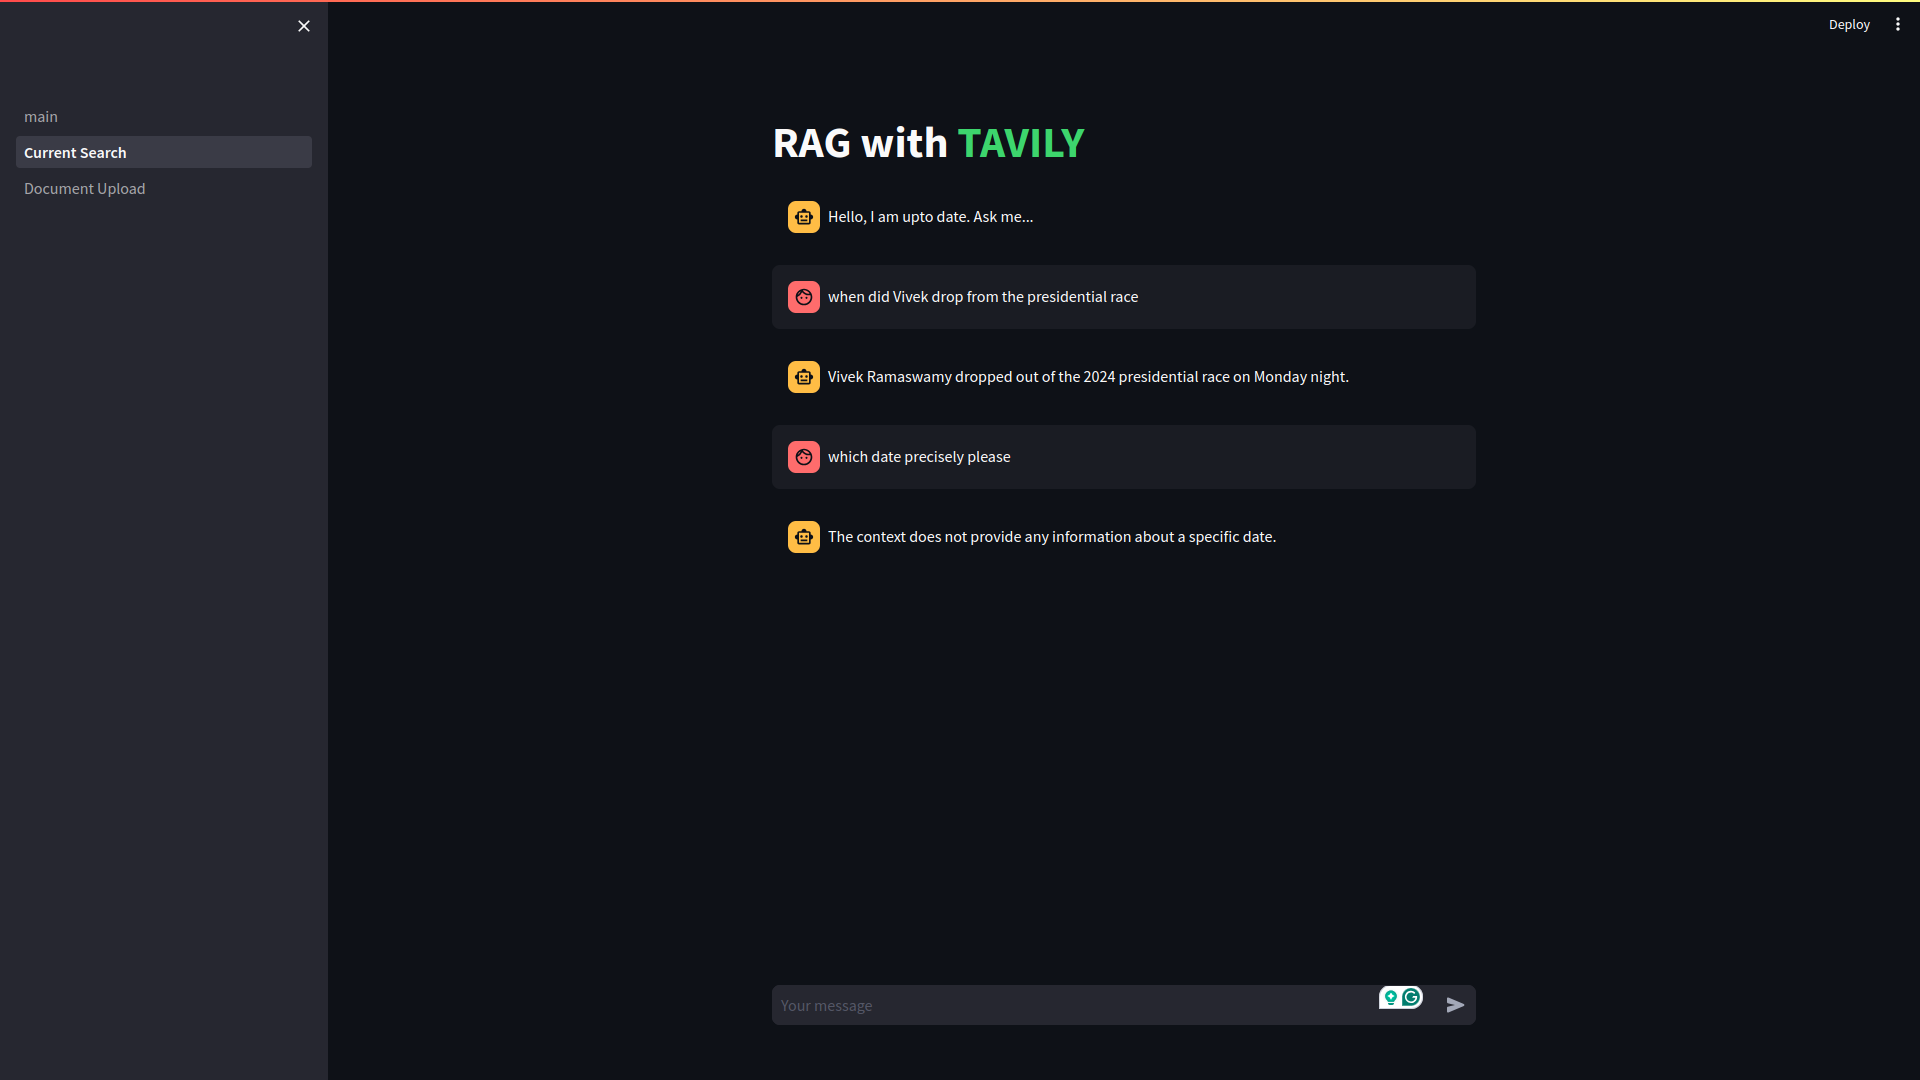 Deploy
main
Current Search
Document Upload
RAG with TAVILY
Hello, I am upto date. Ask me...
when did Vivek drop from the presidential race
Vivek Ramaswamy dropped out of the 2024 presidential race on Monday night.
which date precisely please
The context does not provide any information about a specific date.
Your message